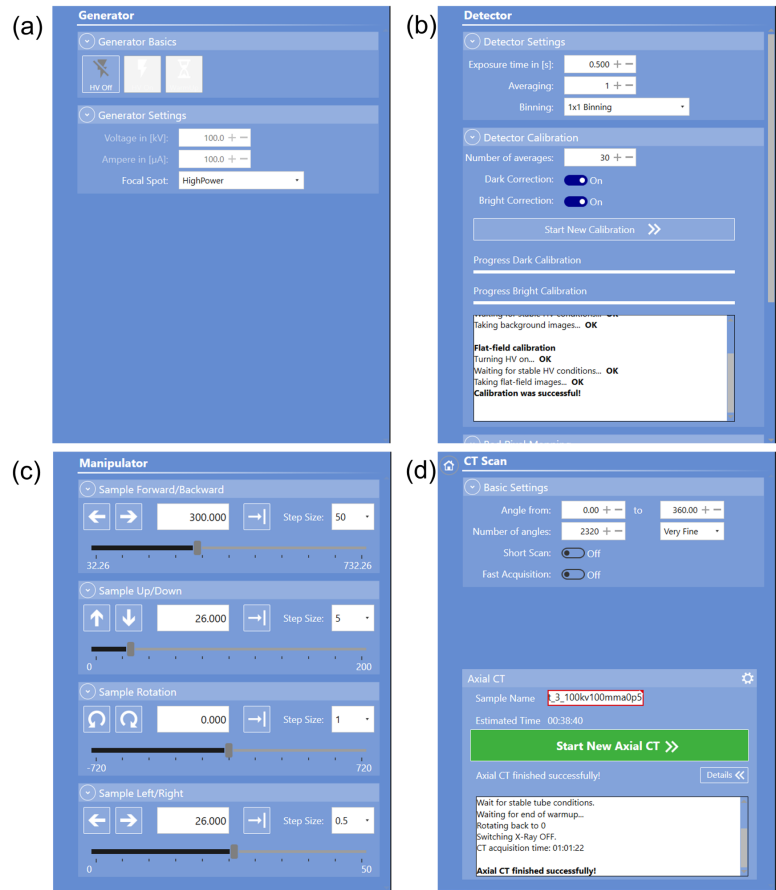 (a)
Generator
Generator Basics
HV Off
Generator Settings
Voltage in [kV]: 100.0 + −
Ampere in [μA]: 100.0 + −
Focal Spot: HighPower
(b)
Detector
Detector Settings
Exposure time in [s]: 0.500 + −
Averaging: 1 + −
Binning: 1x1 Binning
Detector Calibration
Number of averages: 30 + −
Dark Correction: On
Bright Correction: On
Start New Calibration
Progress Dark Calibration
Progress Bright Calibration
Waiting for stable HV conditions... OK
Taking background images... OK
Flat-field calibration
Turning HV on... OK
Waiting for stable HV conditions... OK
Taking flat-field images... OK
Calibration was successful!
Bad Pixel Mapping
(c)
Manipulator
Sample Forward/Backward
300.000 Step Size: 50
32.26 732.26
Sample Up/Down
26.000 Step Size: 5
0 200
Sample Rotation
0.000 Step Size: 1
-720 720
Sample Left/Right
26.000 Step Size: 0.5
0 50
(d)
CT Scan
Basic Settings
Angle from: 0.00 + − to 360.00 + −
Number of angles: 2320 + − Very Fine
Short Scan: Off
Fast Acquisition: Off
Axial CT
Sample Name t_3_100kv100mma0p5
Estimated Time 00:38:40
Start New Axial CT
Axial CT finished successfully! Details
Wait for stable tube conditions.
Waiting for end of warmup...
Rotating back to 0
Switching X-Ray OFF.
CT acquisition time: 01:01:22
Axial CT finished successfully!